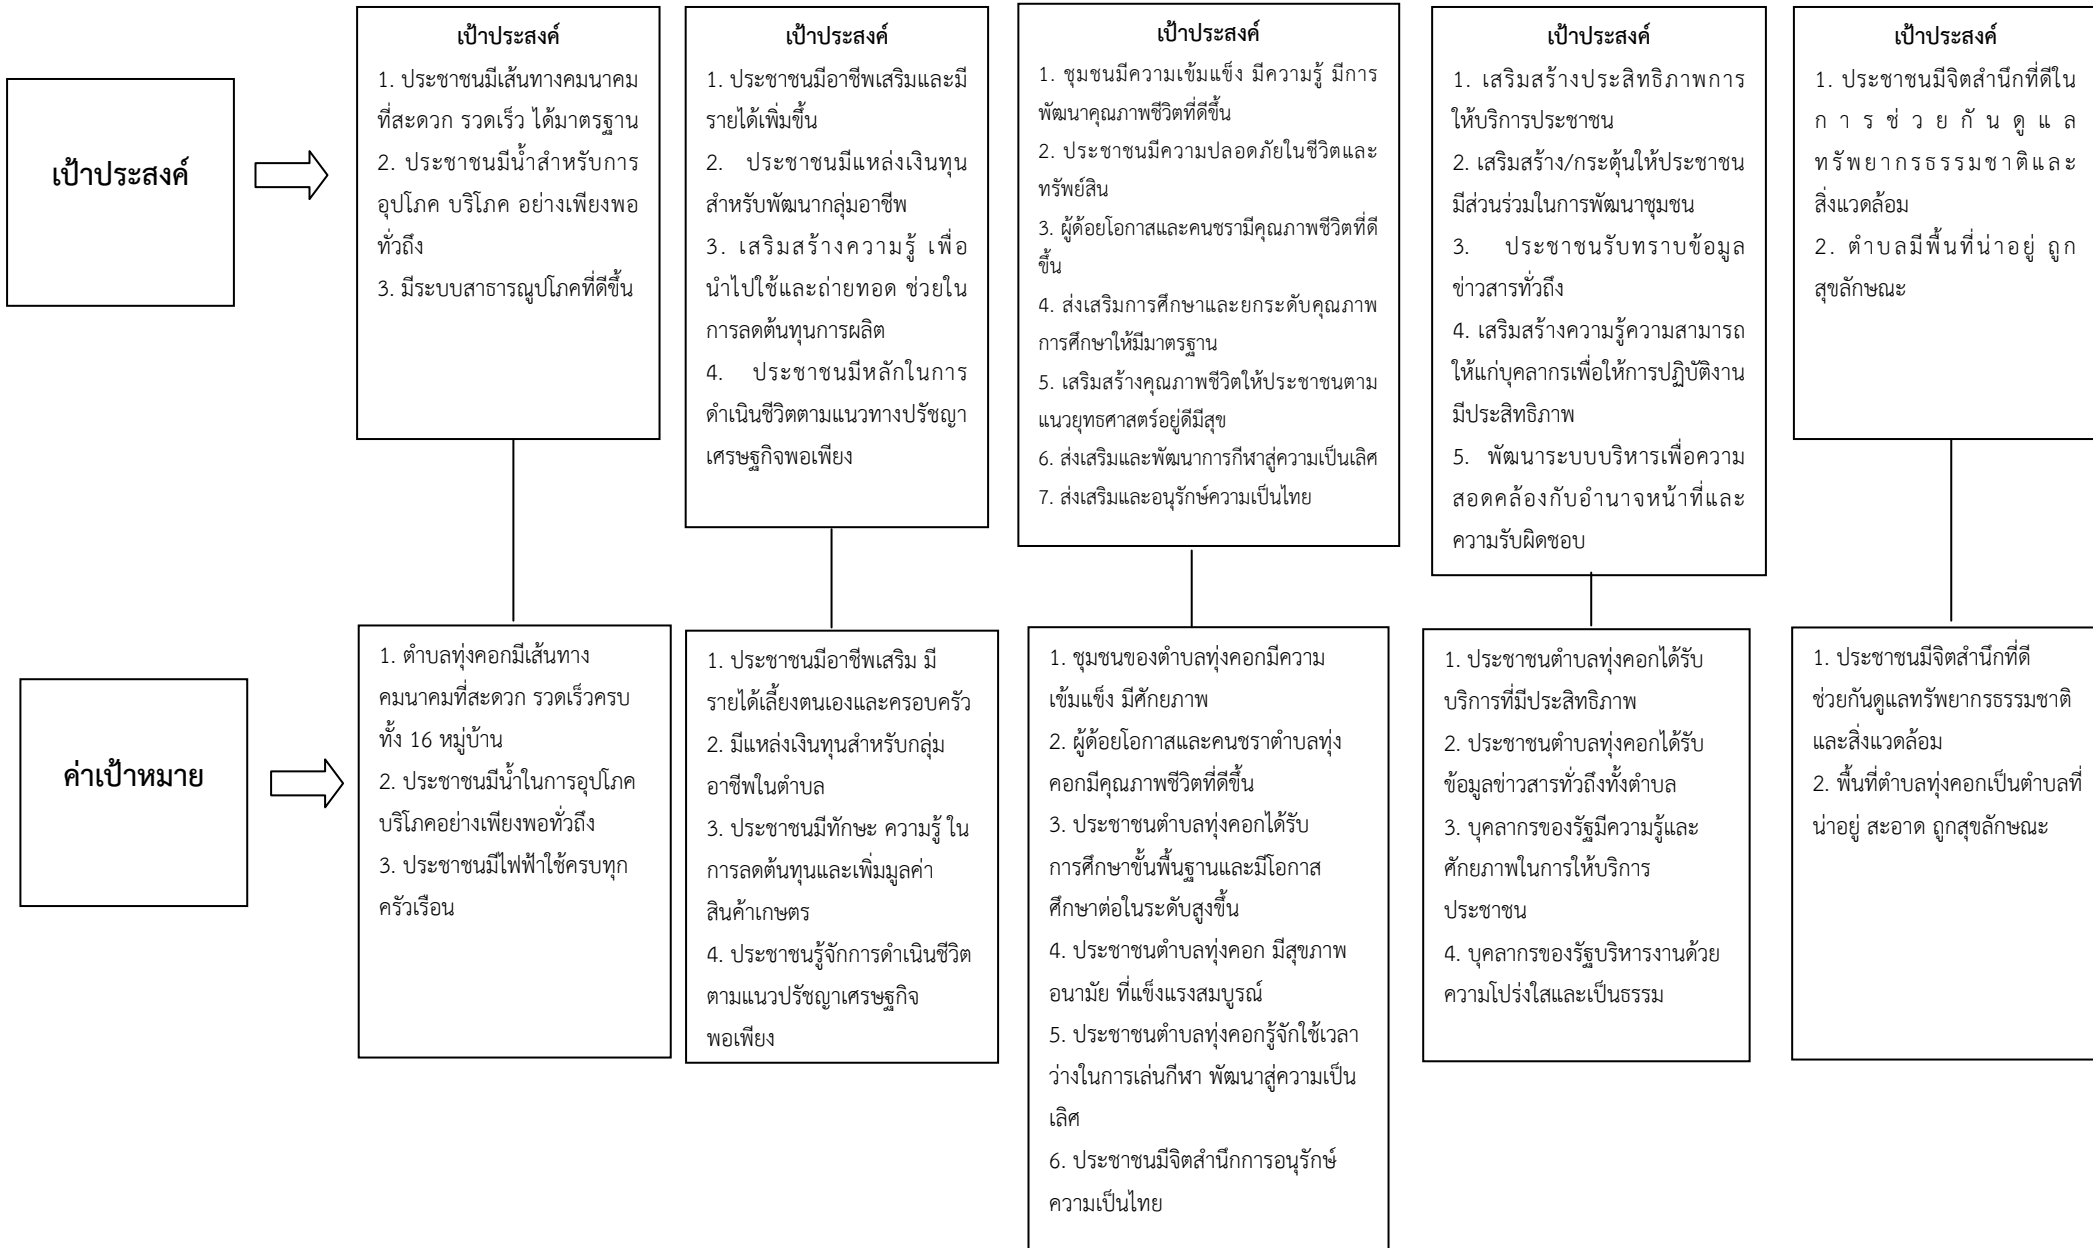 เป้าประสงค์
เป้าประสงค์
1. ประชาชนมีเส้นทางคมนาคม
ที่สะดวก รวดเร็ว ได้มาตรฐาน
2. ประชาชนมีน้ำสำหรับการ
อุปโภค บริโภค อย่างเพียงพอ
ทั่วถึง
3. มีระบบสาธารณูปโภคที่ดีขึ้น
เป้าประสงค์
1. ประชาชนมีอาชีพเสริมและมี
รายได้เพิ่มขึ้น
2. ประชาชนมีแหล่งเงินทุน
สำหรับพัฒนากลุ่มอาชีพ
3. เสริมสร้างความรู้ เพื่อ
นำไปใช้และถ่ายทอด ช่วยใน
การลดต้นทุนการผลิต
4. ประชาชนมีหลักในการ
ดำเนินชีวิตตามแนวทางปรัชญา
เศรษฐกิจพอเพียง
เป้าประสงค์
1. ชุมชนมีความเข้มแข็ง มีความรู้ มีการ
พัฒนาคุณภาพชีวิตที่ดีขึ้น
2. ประชาชนมีความปลอดภัยในชีวิตและ
ทรัพย์สิน
3. ผู้ด้อยโอกาสและคนชรามีคุณภาพชีวิตที่ดี
ขึ้น
4. ส่งเสริมการศึกษาและยกระดับคุณภาพ
การศึกษาให้มีมาตรฐาน
5. เสริมสร้างคุณภาพชีวิตให้ประชาชนตาม
แนวยุทธศาสตร์อยู่ดีมีสุข
6. ส่งเสริมและพัฒนาการกีฬาสู่ความเป็นเลิศ
7. ส่งเสริมและอนุรักษ์ความเป็นไทย
เป้าประสงค์
1. เสริมสร้างประสิทธิภาพการ
ให้บริการประชาชน
2. เสริมสร้าง/กระตุ้นให้ประชาชน
มีส่วนร่วมในการพัฒนาชุมชน
3. ประชาชนรับทราบข้อมูล
ข่าวสารทั่วถึง
4. เสริมสร้างความรู้ความสามารถ
ให้แก่บุคลากรเพื่อให้การปฏิบัติงาน
มีประสิทธิภาพ
5. พัฒนาระบบบริหารเพื่อความ
สอดคล้องกับอำนาจหน้าที่และ
ความรับผิดชอบ
เป้าประสงค์
1. ประชาชนมีจิตสำนึกที่ดีใน
การช่วยกันดูแล
ทรัพยากรธรรมชาติและ
สิ่งแวดล้อม
2. ตำบลมีพื้นที่น่าอยู่ ถูก
สุขลักษณะ
ค่าเป้าหมาย
1. ตำบลทุ่งคอกมีเส้นทาง
คมนาคมที่สะดวก รวดเร็วครบ
ทั้ง 16 หมู่บ้าน
2. ประชาชนมีน้ำในการอุปโภค
บริโภคอย่างเพียงพอทั่วถึง
3. ประชาชนมีไฟฟ้าใช้ครบทุก
ครัวเรือน
1. ประชาชนมีอาชีพเสริม มี
รายได้เลี้ยงตนเองและครอบครัว
2. มีแหล่งเงินทุนสำหรับกลุ่ม
อาชีพในตำบล
3. ประชาชนมีทักษะ ความรู้ ใน
การลดต้นทุนและเพิ่มมูลค่า
สินค้าเกษตร
4. ประชาชนรู้จักการดำเนินชีวิต
ตามแนวปรัชญาเศรษฐกิจ
พอเพียง
1. ชุมชนของตำบลทุ่งคอกมีความ
เข้มแข็ง มีศักยภาพ
2. ผู้ด้อยโอกาสและคนชราตำบลทุ่ง
คอกมีคุณภาพชีวิตที่ดีขึ้น
3. ประชาชนตำบลทุ่งคอกได้รับ
การศึกษาขั้นพื้นฐานและมีโอกาส
ศึกษาต่อในระดับสูงขึ้น
4. ประชาชนตำบลทุ่งคอก มีสุขภาพ
อนามัย ที่แข็งแรงสมบูรณ์
5. ประชาชนตำบลทุ่งคอกรู้จักใช้เวลา
ว่างในการเล่นกีฬา พัฒนาสู่ความเป็น
เลิศ
6. ประชาชนมีจิตสำนึกการอนุรักษ์
ความเป็นไทย
1. ประชาชนตำบลทุ่งคอกได้รับ
บริการที่มีประสิทธิภาพ
2. ประชาชนตำบลทุ่งคอกได้รับ
ข้อมูลข่าวสารทั่วถึงทั้งตำบล
3. บุคลากรของรัฐมีความรู้และ
ศักยภาพในการให้บริการ
ประชาชน
4. บุคลากรของรัฐบริหารงานด้วย
ความโปร่งใสและเป็นธรรม
1. ประชาชนมีจิตสำนึกที่ดี
ช่วยกันดูแลทรัพยากรธรรมชาติ
และสิ่งแวดล้อม
2. พื้นที่ตำบลทุ่งคอกเป็นตำบลที่
น่าอยู่ สะอาด ถูกสุขลักษณะ